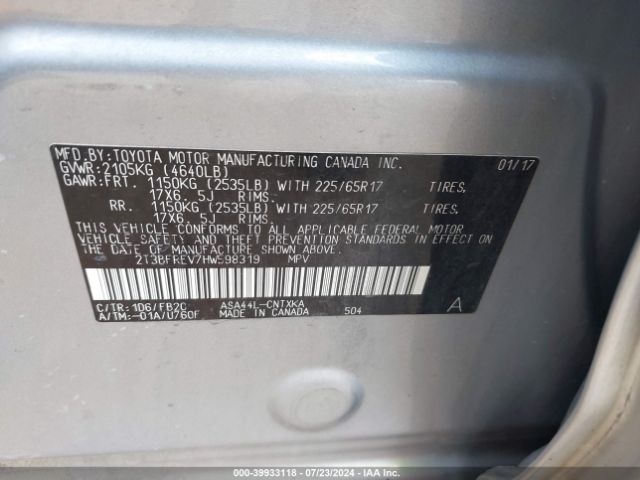 MFD.BY:TOYOTA MOTOR MANUFACTURING CANADA INC. 01/17
GVWR:2105KG (4640LB)
GAWR:FRT. 1150KG (2535LB) WITH 225/65R17 TIRES.
17X6.5J RIMS.
RR. 1150KG (2535LB) WITH 225/65R17 TIRES.
17X6.5J RIMS.
THIS VEHICLE CONFORMS TO ALL APPLICABLE FEDERAL MOTOR
VEHICLE SAFETY AND THEFT PREVENTION STANDARDS IN EFFECT ON
THE DATE OF MANUFACTURE SHOWN ABOVE.
2T3BFREV7HW598319 MPV
C/TR:1D6/FB2C ASA44L-CNTXKA
A/TM:-01A/U760F MADE IN CANADA 504 A
000-39933118 - 07/23/2024 - IAA Inc.